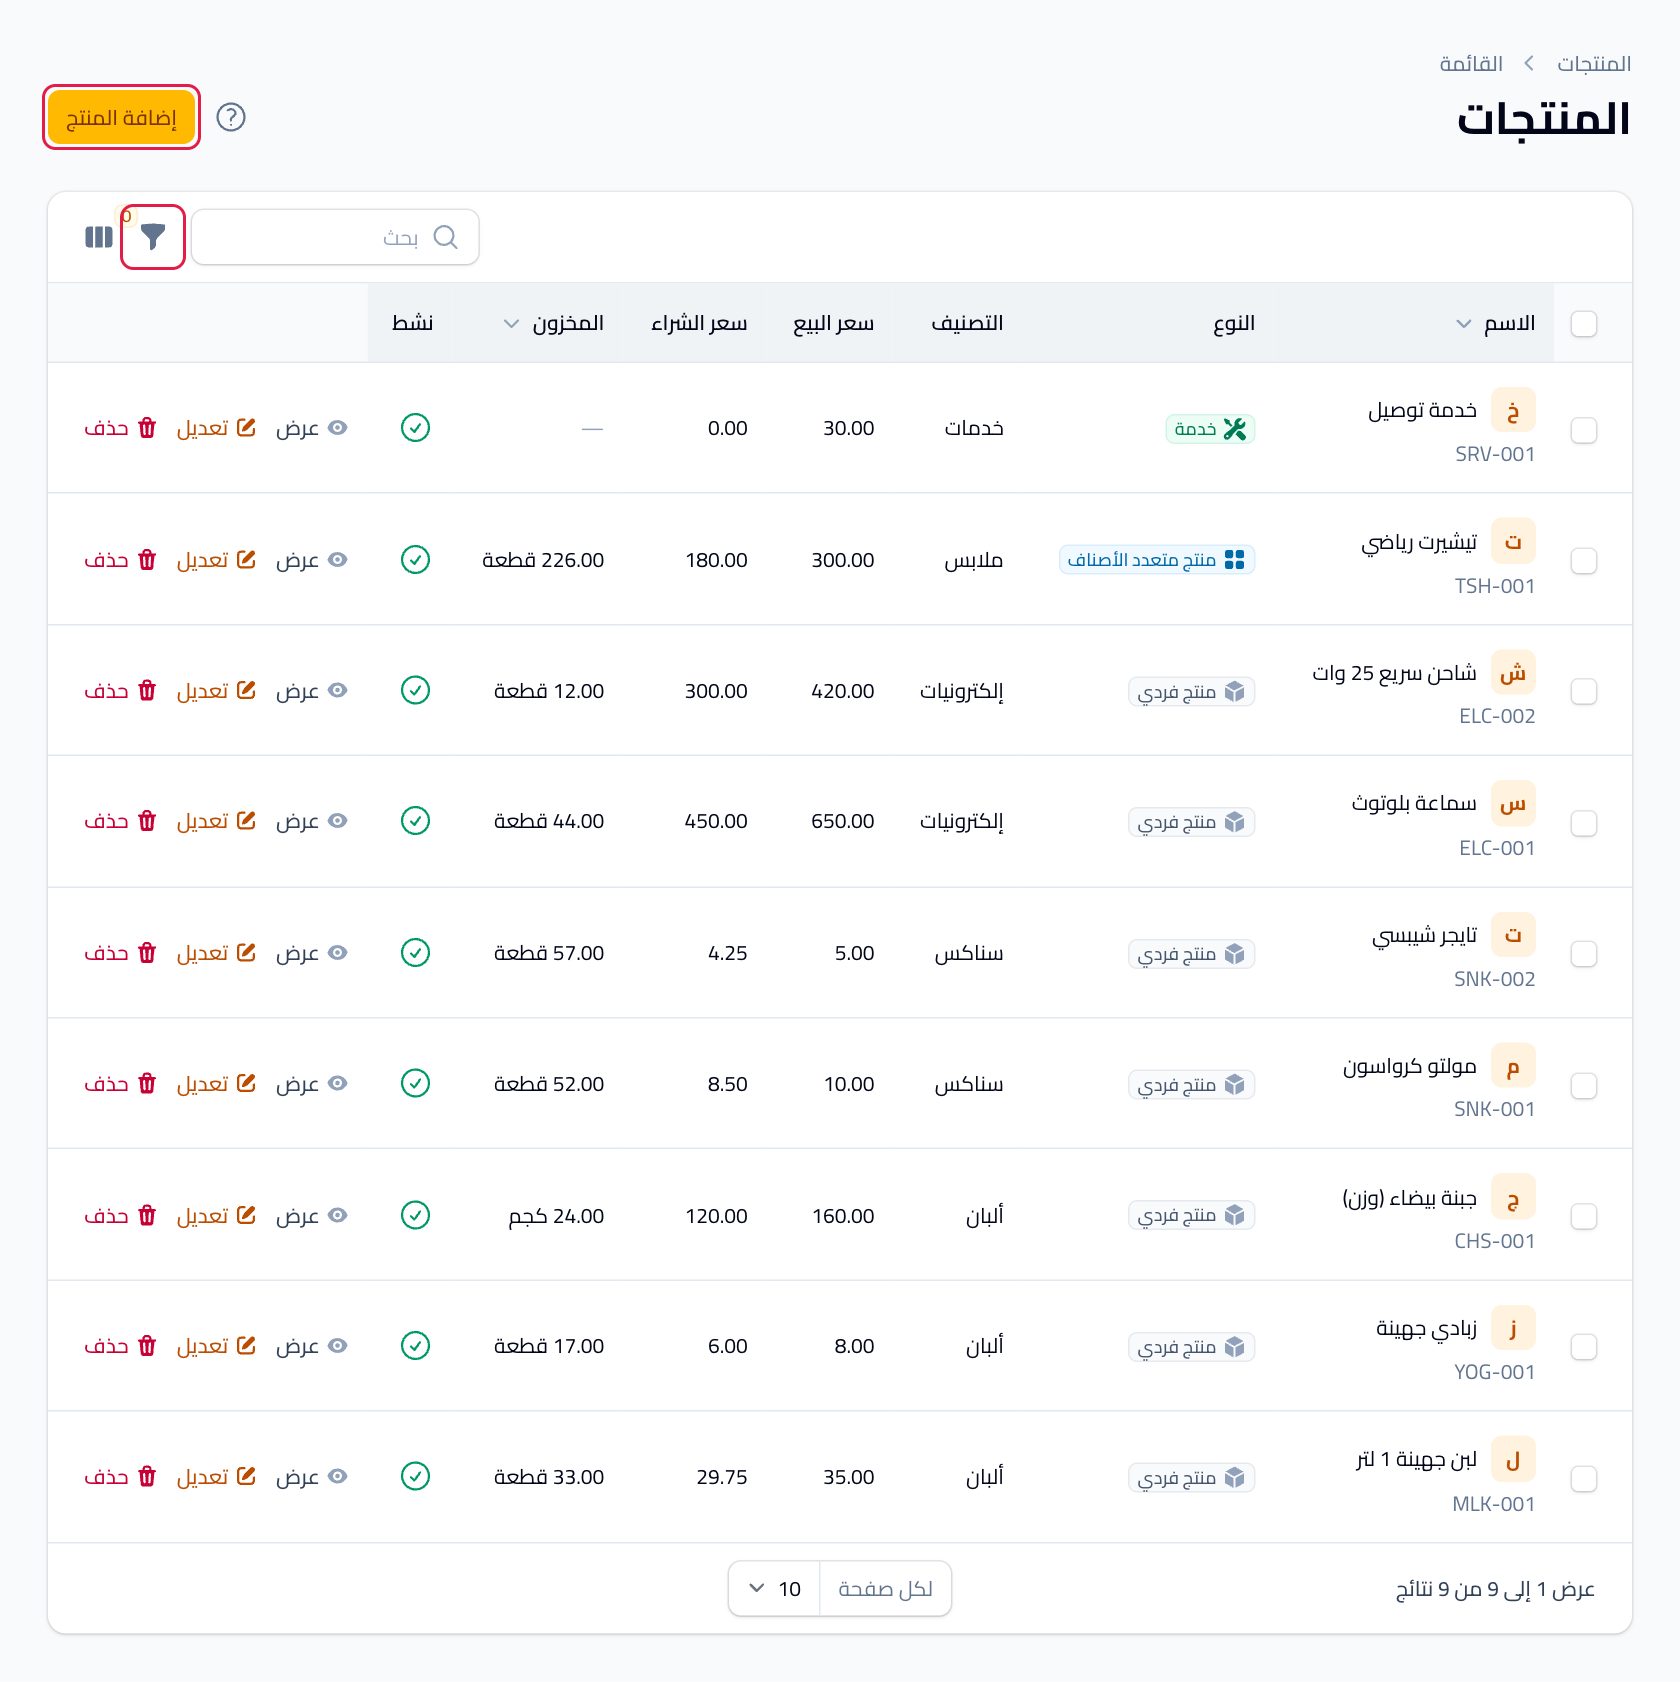 المنتجات > القائمة
المنتجات
إضافة المنتج
بحث
0
الاسم النوع التصنيف سعر البيع سعر الشراء المخزون نشط
خ خدمة توصيل
SRV-001
خدمة خدمات 30.00 0.00 — عرض تعديل حذف
ت تيشيرت رياضي
TSH-001
منتج متعدد الأصناف ملابس 300.00 180.00 226.00 قطعة عرض تعديل حذف
ش شاحن سريع 25 وات
ELC-002
منتج فردي إلكترونيات 420.00 300.00 12.00 قطعة عرض تعديل حذف
س سماعة بلوتوث
ELC-001
منتج فردي إلكترونيات 650.00 450.00 44.00 قطعة عرض تعديل حذف
ت تايجر شيبسي
SNK-002
منتج فردي سناكس 5.00 4.25 57.00 قطعة عرض تعديل حذف
م مولتو كرواسون
SNK-001
منتج فردي سناكس 10.00 8.50 52.00 قطعة عرض تعديل حذف
ج جبنة بيضاء (وزن)
CHS-001
منتج فردي ألبان 160.00 120.00 24.00 كجم عرض تعديل حذف
ز زبادي جهينة
YOG-001
منتج فردي ألبان 8.00 6.00 17.00 قطعة عرض تعديل حذف
ل لبن جهينة 1 لتر
MLK-001
منتج فردي ألبان 35.00 29.75 33.00 قطعة عرض تعديل حذف
عرض 1 إلى 9 من 9 نتائج
لكل صفحة 10